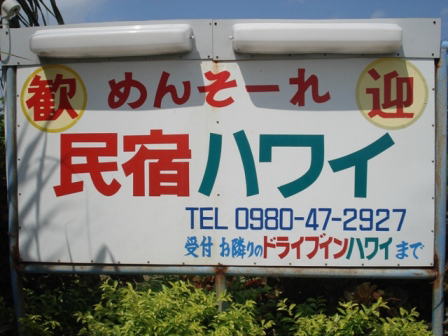 歓 めんそーれ 迎
民宿ハワイ
TEL 0980-47-2927
受付 お隣りのドライブインハワイまで